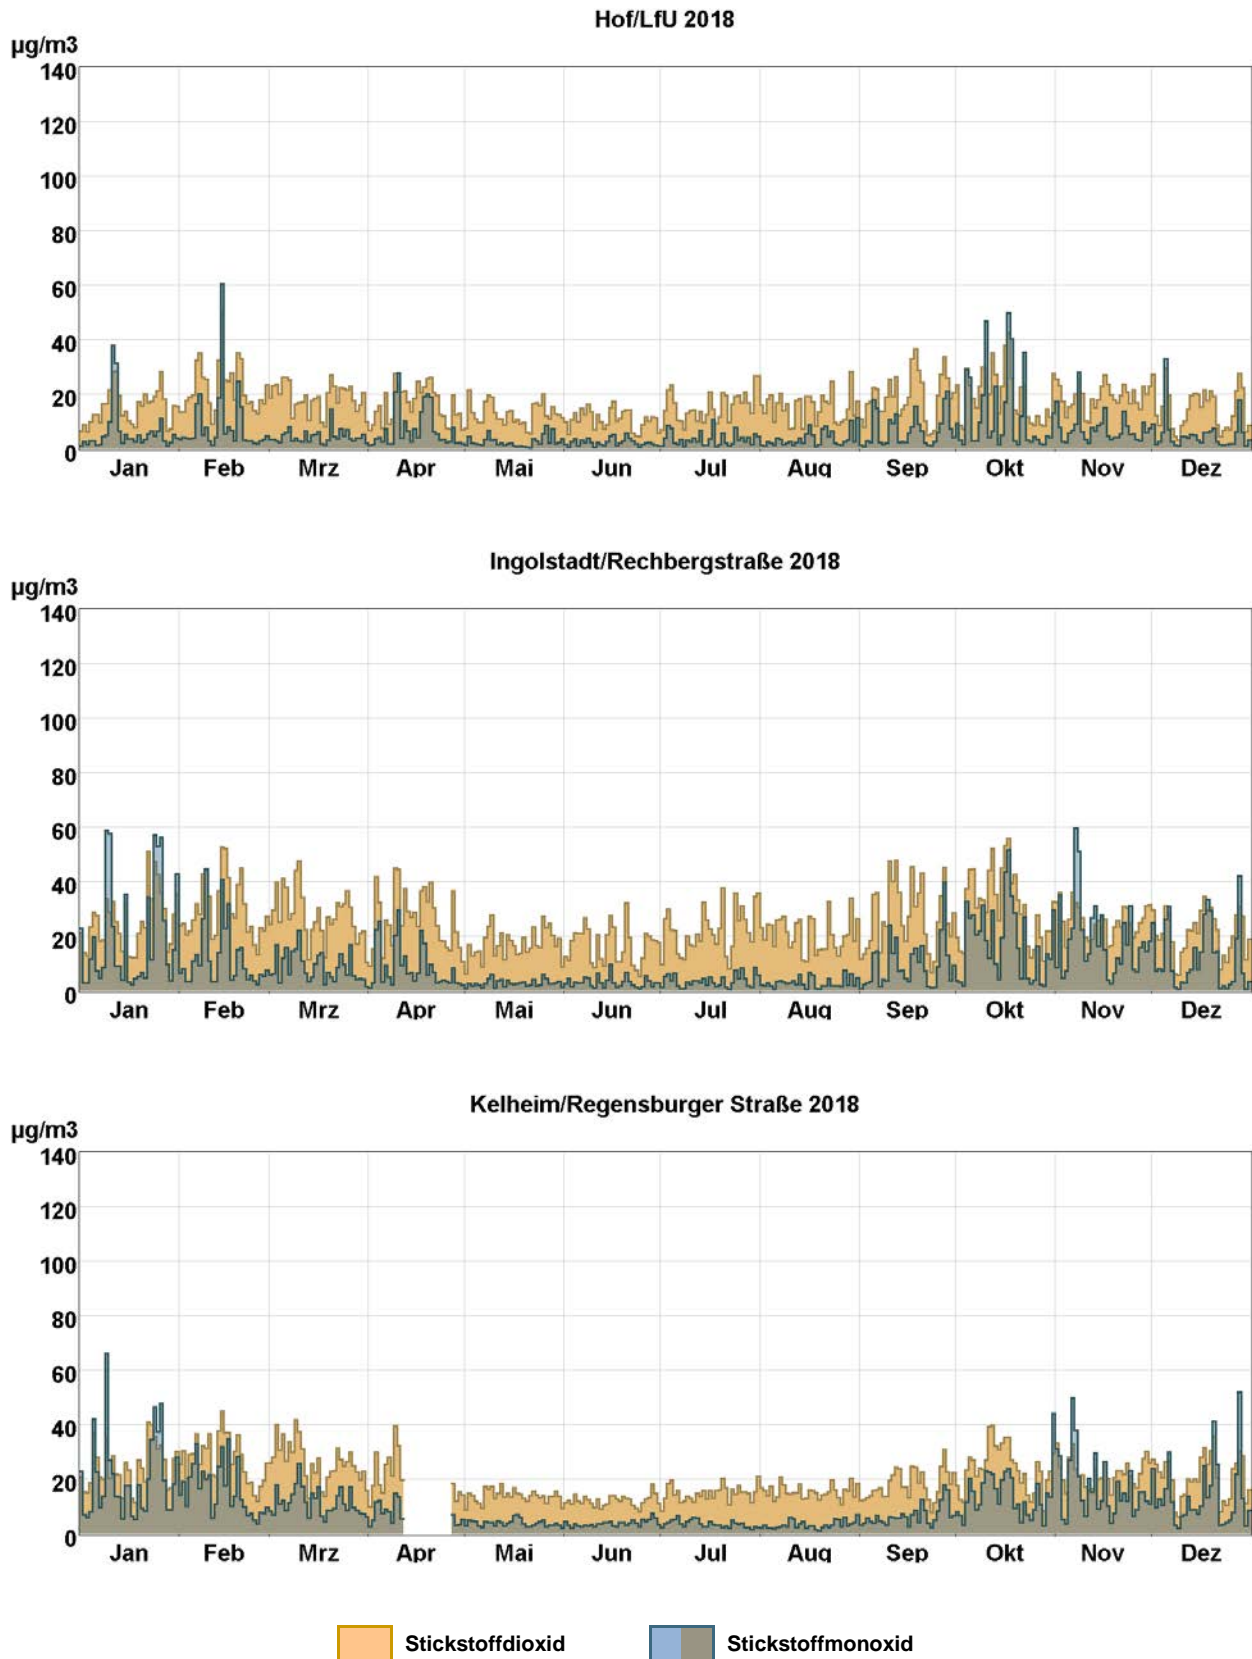 Hof/LfU 2018
µg/m3
140
120
100
80
60
40
20
0
Jan Feb Mrz Apr Mai Jun Jul Aug Sep Okt Nov Dez
Ingolstadt/Rechbergstraße 2018
µg/m3
140
120
100
80
60
40
20
0
Jan Feb Mrz Apr Mai Jun Jul Aug Sep Okt Nov Dez
Kelheim/Regensburger Straße 2018
µg/m3
140
120
100
80
60
40
20
0
Jan Feb Mrz Apr Mai Jun Jul Aug Sep Okt Nov Dez
Stickstoffdioxid Stickstoffmonoxid